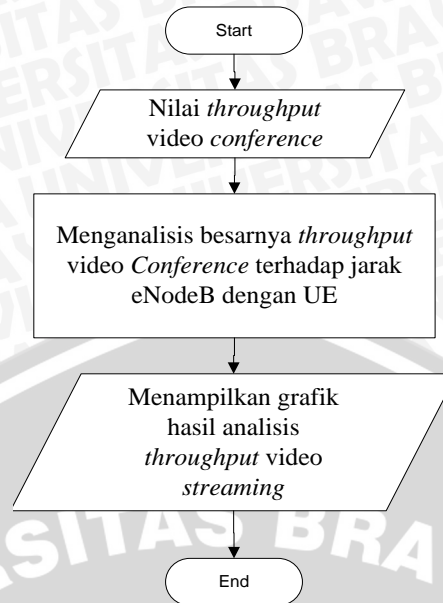 Start
Nilai throughput
video conference
Menganalisis besarnya throughput
video Conference terhadap jarak
eNodeB dengan UE
Menampilkan grafik
hasil analisis
throughput video
streaming
End